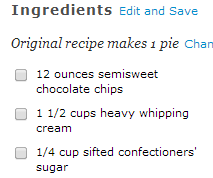 Ingredients Edit and Save
Original recipe makes 1 pie Chan
12 ounces semisweet
chocolate chips
1 1/2 cups heavy whipping
cream
1/4 cup sifted confectioners'
sugar